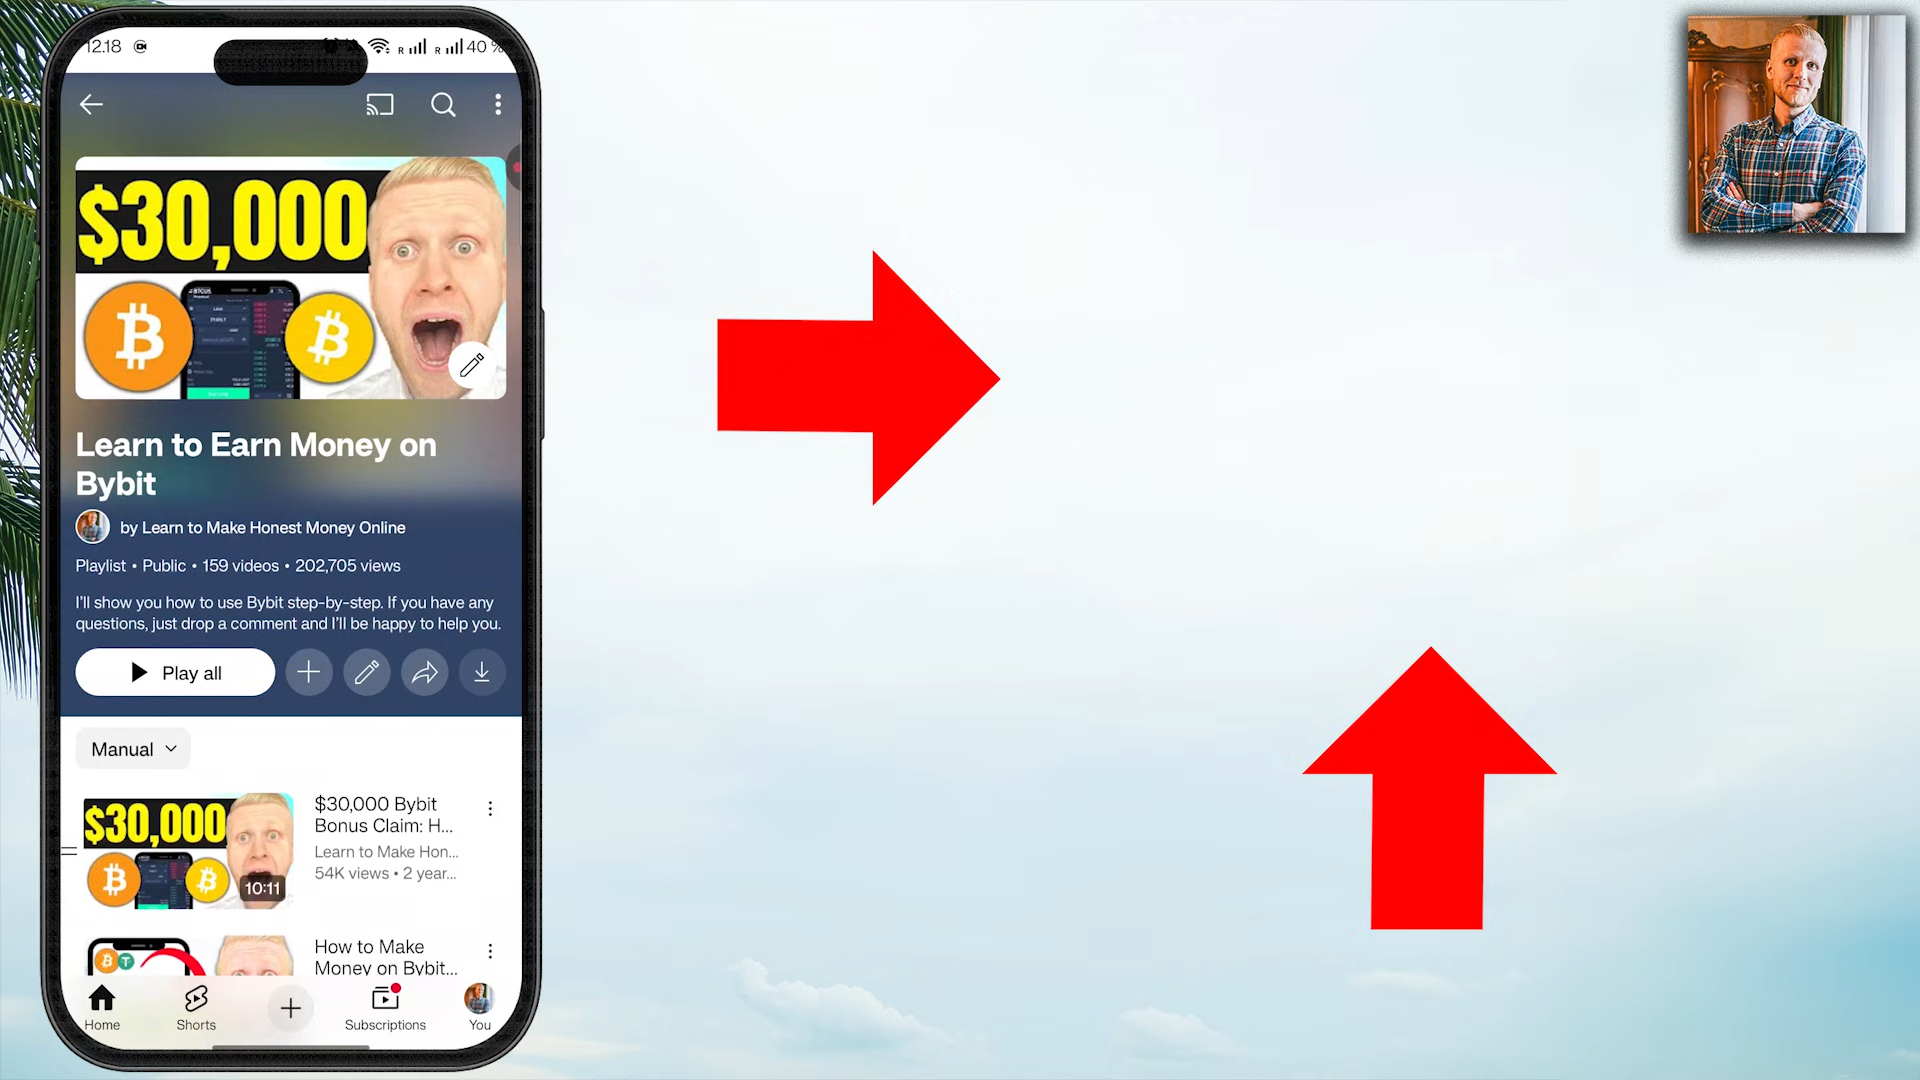 12.18
R
R
40 %
$30,000
Learn to Earn Money on
Bybit
by Learn to Make Honest Money Online
Playlist • Public • 159 videos • 202,705 views
I'll show you how to use Bybit step-by-step. If you have any
questions, just drop a comment and I'll be happy to help you.
Play all
Manual
$30,000
10:11
$30,000 Bybit
Bonus Claim: H...
Learn to Make Hon...
54K views • 2 year...
How to Make
Money on Bybit...
Home
Shorts
Subscriptions
You